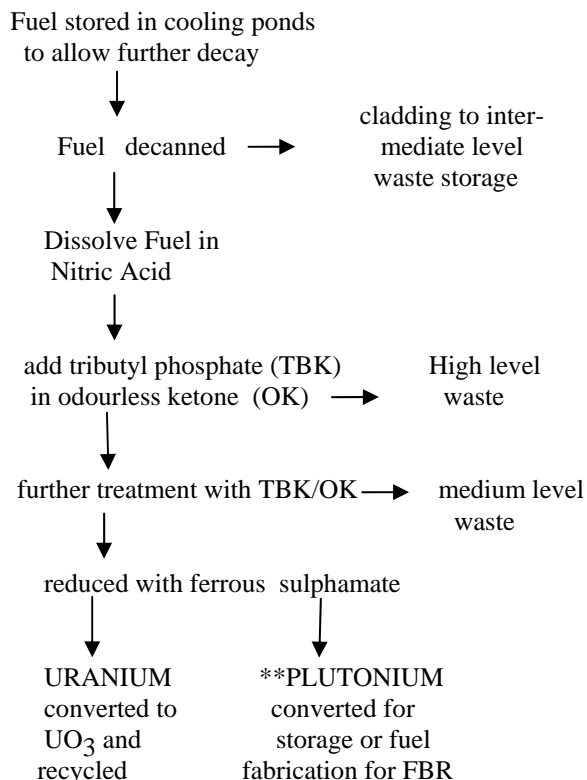 Fuel stored in cooling ponds
to allow further decay
Fuel decanned
cladding to inter-
mediate level
waste storage
Dissolve Fuel in
Nitric Acid
add tributyl phosphate (TBK)
in odourless ketone (OK)
High level
waste
further treatment with TBK/OK
medium level
waste
reduced with ferrous sulphamate
URANIUM
converted to
UO3 and
recycled
**PLUTONIUM
converted for
storage or fuel
fabrication for FBR